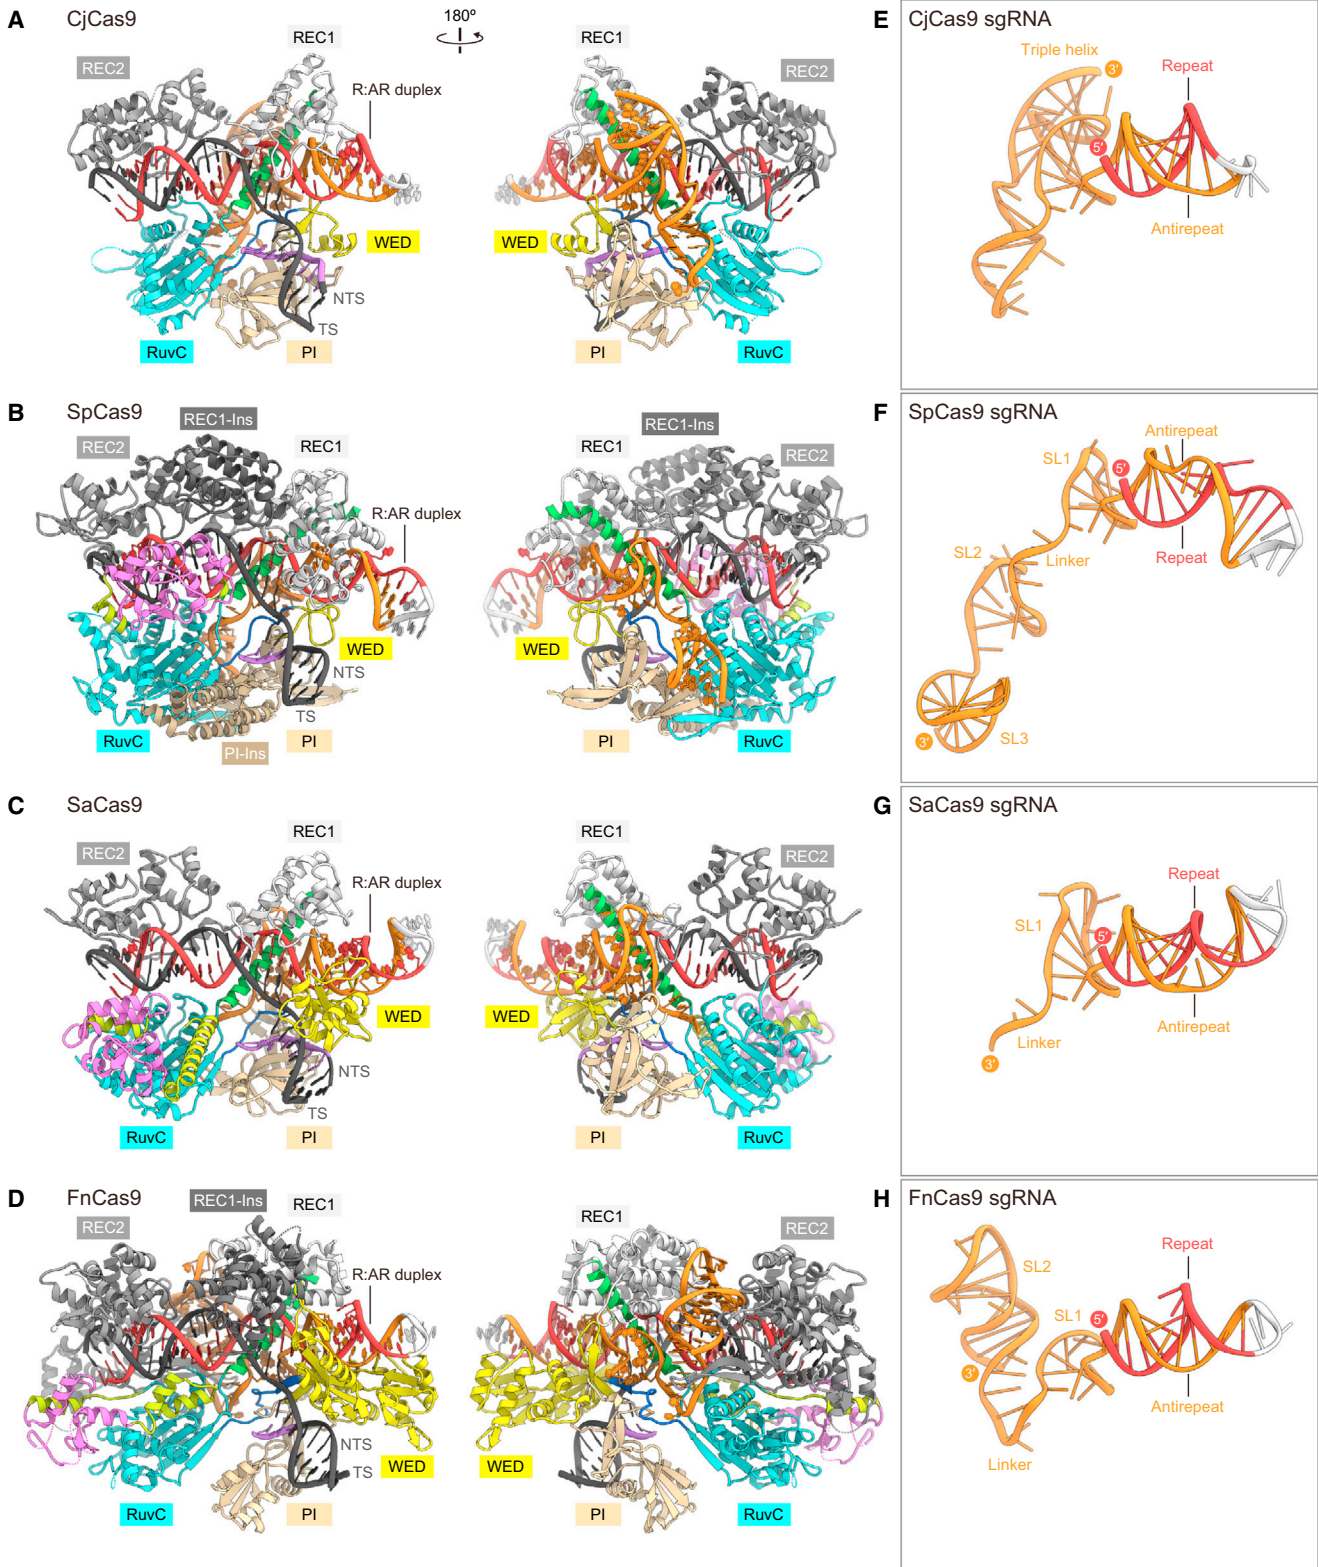 A CjCas9
180º
REC1
REC2
R:AR duplex
WED
NTS
TS
RuvC
PI
REC1
REC2
WED
PI
RuvC
E CjCas9 sgRNA
Triple helix
3′
Repeat
5′
Antirepeat
B SpCas9
REC1-Ins
REC2
REC1
R:AR duplex
WED
NTS
TS
RuvC
PI
PI-Ins
REC1-Ins
REC1
REC2
WED
PI
RuvC
F SpCas9 sgRNA
Antirepeat
SL1
5′
SL2
Linker
Repeat
3′
SL3
C SaCas9
REC1
REC2
R:AR duplex
WED
NTS
TS
RuvC
PI
REC1
REC2
WED
PI
RuvC
G SaCas9 sgRNA
Repeat
SL1
5′
Linker
Antirepeat
3′
D FnCas9
REC1-Ins
REC1
REC2
R:AR duplex
NTS
WED
TS
RuvC
PI
REC1
REC2
WED
PI
RuvC
H FnCas9 sgRNA
Repeat
SL2
SL1
5′
3′
Antirepeat
Linker